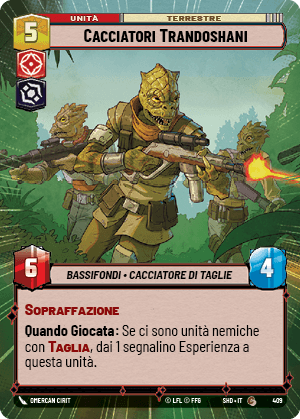 UNITÀ
TERRESTRE
5
CACCIATORI TRANDOSHANI
6
4
BASSIFONDI • CACCIATORE DI TAGLIE
SOPRAFFAZIONE
Quando Giocata: Se ci sono unità nemiche
con TAGLIA, dai 1 segnalino Esperienza a
questa unità.
OMERCAN CIRIT
© LFL © FFG
SHD • IT
409